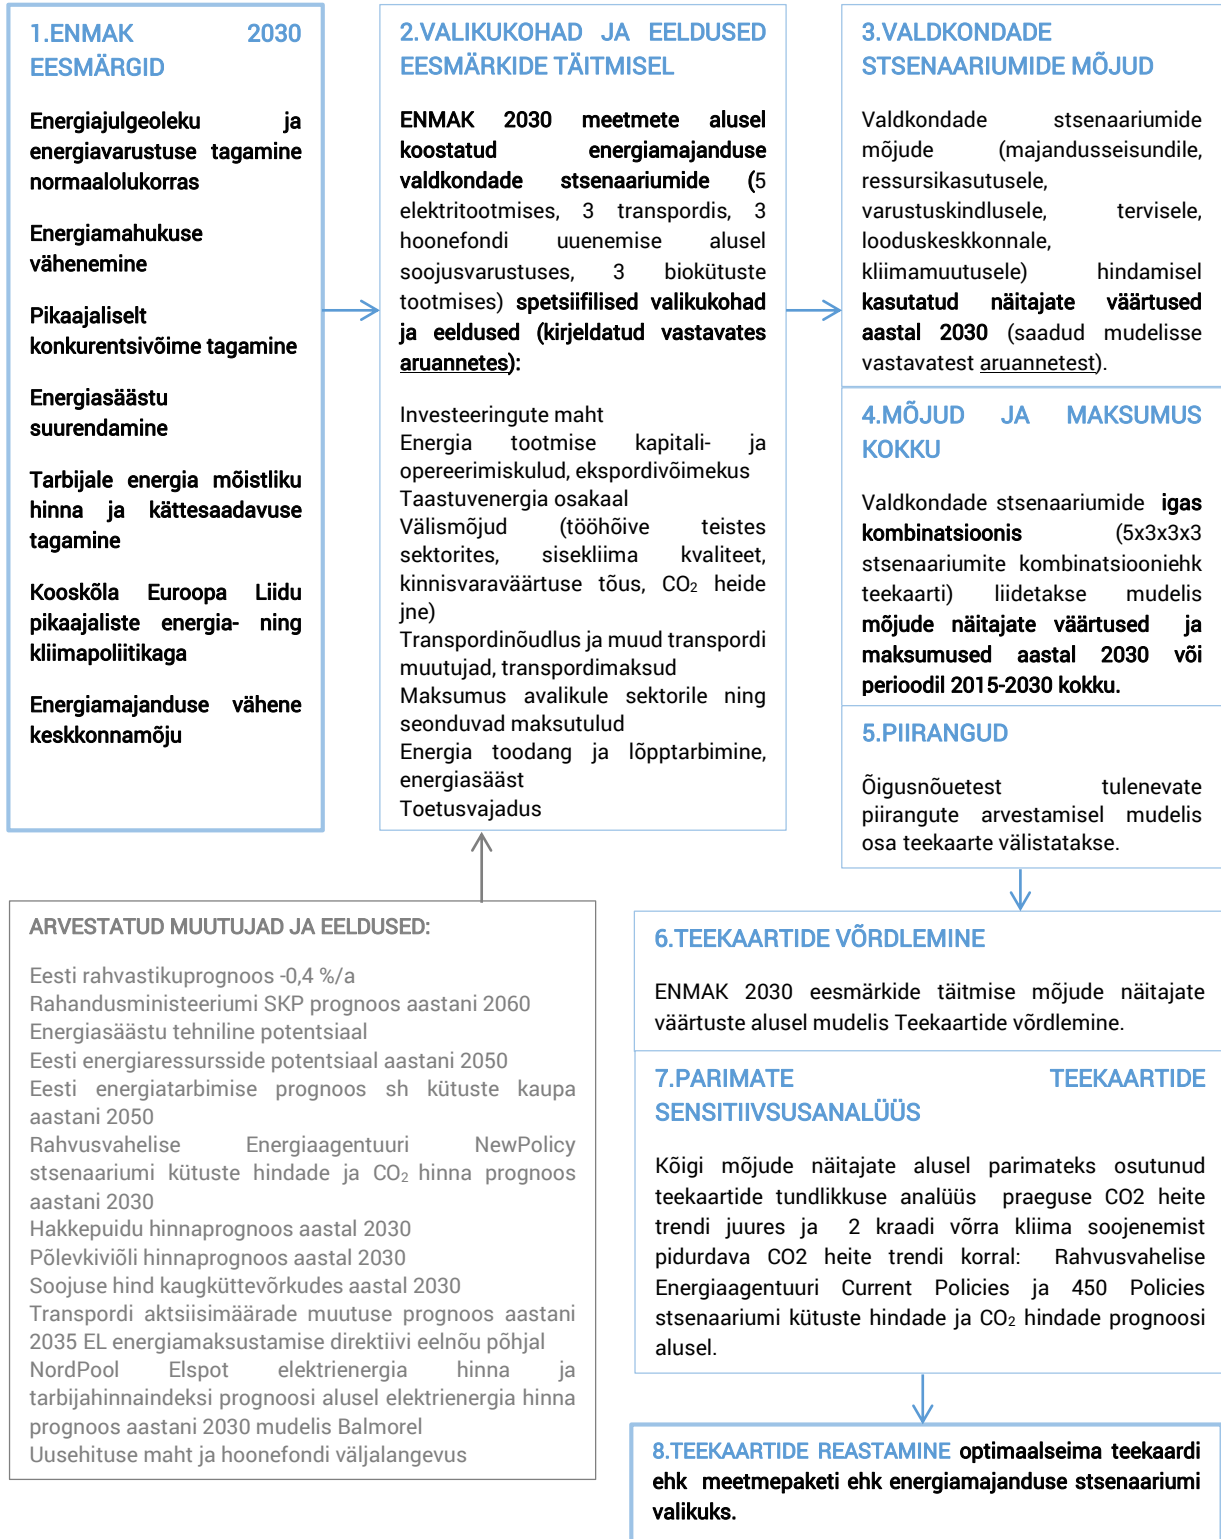 1.ENMAK 2030
EESMÄRGID
Energiajulgeoleku ja
energiavarustuse tagamine
normaalolukorras
Energiamahukuse
vähenemine
Pikaajaliselt
konkurentsivõime tagamine
Energiasäästu
suurendamine
Tarbijale energia mõistliku
hinna ja kättesaadavuse
tagamine
Kooskõla Euroopa Liidu
pikaajaliste energia- ning
kliimapoliitikaga
Energiamajanduse vähene
keskkonnamõju
2.VALIKUKOHAD JA EELDUSED
EESMÄRKIDE TÄITMISEL
ENMAK 2030 meetmete alusel
koostatud energiamajanduse
valdkondade stsenaariumide (5
elektritootmises, 3 transpordis, 3
hoonefondi uuenemise alusel
soojusvarustuses, 3 biokütuste
tootmises) spetsiifilised valikukohad
ja eeldused (kirjeldatud vastavates
aruannetes):
Investeeringute maht
Energia tootmise kapitali- ja
opereerimiskulud, ekspordivõimekus
Taastuvenergia osakaal
Välismõjud (tööhõive teistes
sektorites, sisekliima kvaliteet,
kinnisvaraväärtuse tõus, CO₂ heide
jne)
Transpordinõudlus ja muud transpordi
muutujad, transpordimaksud
Maksumus avalikule sektorile ning
seonduvad maksutulud
Energia toodang ja lõpptarbimine,
energiasääst
Toetusvajadus
3.VALDKONDADE
STSENAARIUMIDE MÕJUD
Valdkondade stsenaariumide
mõjude (majandusseisundile,
ressursikasutusele,
varustuskindlusele, tervisele,
looduskeskkonnale,
kliimamuutusele) hindamisel
kasutatud näitajate väärtused
aastal 2030 (saadud mudelisse
vastavatest aruannetest).
4.MÕJUD JA MAKSUMUS
KOKKU
Valdkondade stsenaariumide igas
kombinatsioonis (5x3x3x3
stsenaariumite kombinatsiooniehk
teekaarti) liidetakse mudelis
mõjude näitajate väärtused ja
maksumused aastal 2030 või
perioodil 2015-2030 kokku.
5.PIIRANGUD
Õigusnõuetest tulenevate
piirangute arvestamisel mudelis
osa teekaarte välistatakse.
ARVESTATUD MUUTUJAD JA EELDUSED:
Eesti rahvastikuprognoos -0,4 %/a
Rahandusministeeriumi SKP prognoos aastani 2060
Energiasäästu tehniline potentsiaal
Eesti energiaressursside potentsiaal aastani 2050
Eesti energiatarbimise prognoos sh kütuste kaupa
aastani 2050
Rahvusvahelise Energiaagentuuri NewPolicy
stsenaariumi kütuste hindade ja CO₂ hinna prognoos
aastani 2030
Hakkepuidu hinnaprognoos aastal 2030
Põlevkiviõli hinnaprognoos aastal 2030
Soojuse hind kaugküttevõrkudes aastal 2030
Transpordi aktsiisimäärade muutuse prognoos aastani
2035 EL energiamaksustamise direktiivi eelnõu põhjal
NordPool Elspot elektrienergia hinna ja
tarbijahinnaindeksi prognoosi alusel elektrienergia hinna
prognoos aastani 2030 mudelis Balmorel
Uusehituse maht ja hoonefondi väljalangevus
6.TEEKAARTIDE VÕRDLEMINE
ENMAK 2030 eesmärkide täitmise mõjude näitajate
väärtuste alusel mudelis Teekaartide võrdlemine.
7.PARIMATE TEEKAARTIDE
SENSITIIVSUSANALÜÜS
Kõigi mõjude näitajate alusel parimateks osutunud
teekaartide tundlikkuse analüüs praeguse CO2 heite
trendi juures ja 2 kraadi võrra kliima soojenemist
pidurdava CO2 heite trendi korral: Rahvusvahelise
Energiaagentuuri Current Policies ja 450 Policies
stsenaariumi kütuste hindade ja CO₂ hindade prognoosi
alusel.
8.TEEKAARTIDE REASTAMINE optimaalseima teekaardi
ehk meetmepaketi ehk energiamajanduse stsenaariumi
valikuks.